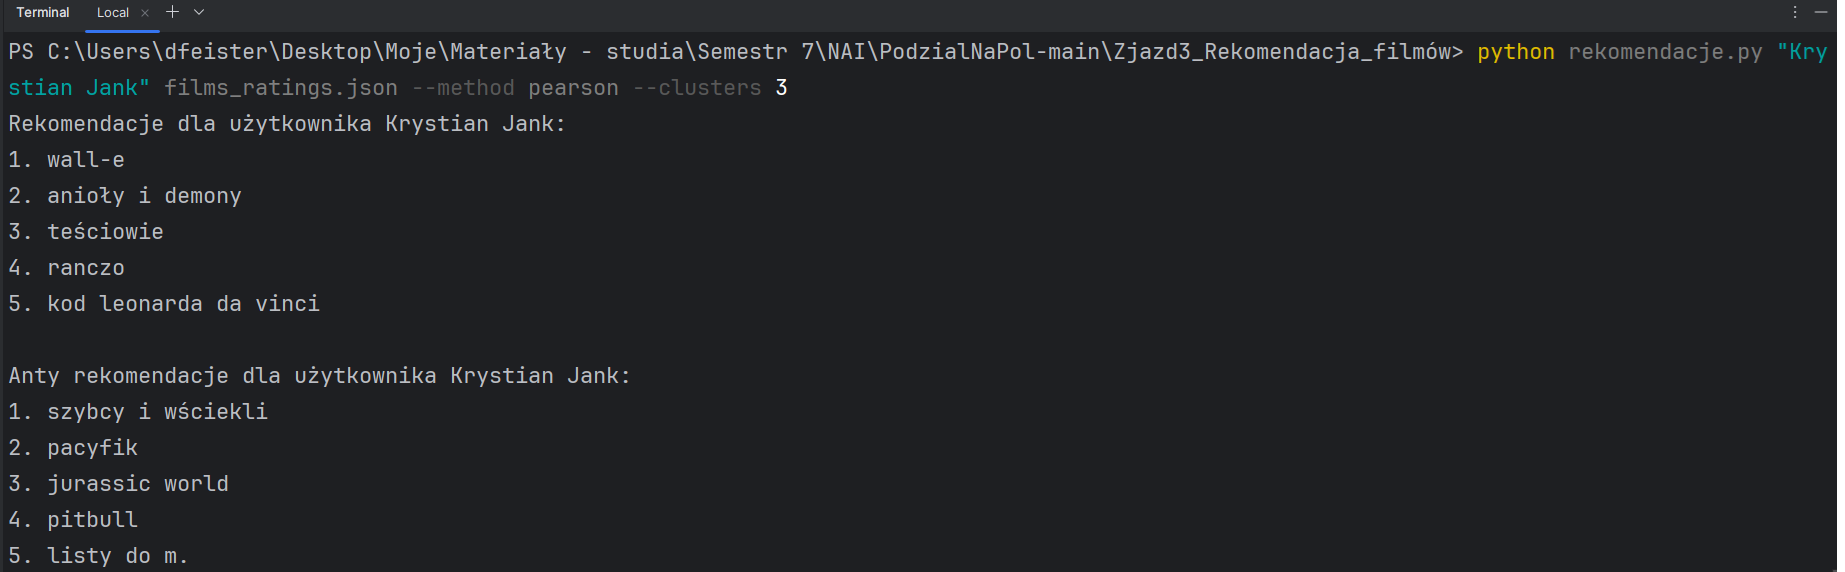 Terminal Local × + ⌄ ⋮ —
PS C:\Users\dfeister\Desktop\Moje\Materiały - studia\Semestr 7\NAI\PodzialNaPol-main\Zjazd3_Rekomendacja_filmów> python rekomendacje.py "Kry
stian Jank" films_ratings.json --method pearson --clusters 3
Rekomendacje dla użytkownika Krystian Jank:
1. wall-e
2. anioły i demony
3. teściowie
4. ranczo
5. kod leonarda da vinci
Anty rekomendacje dla użytkownika Krystian Jank:
1. szybcy i wściekli
2. pacyfik
3. jurassic world
4. pitbull
5. listy do m.